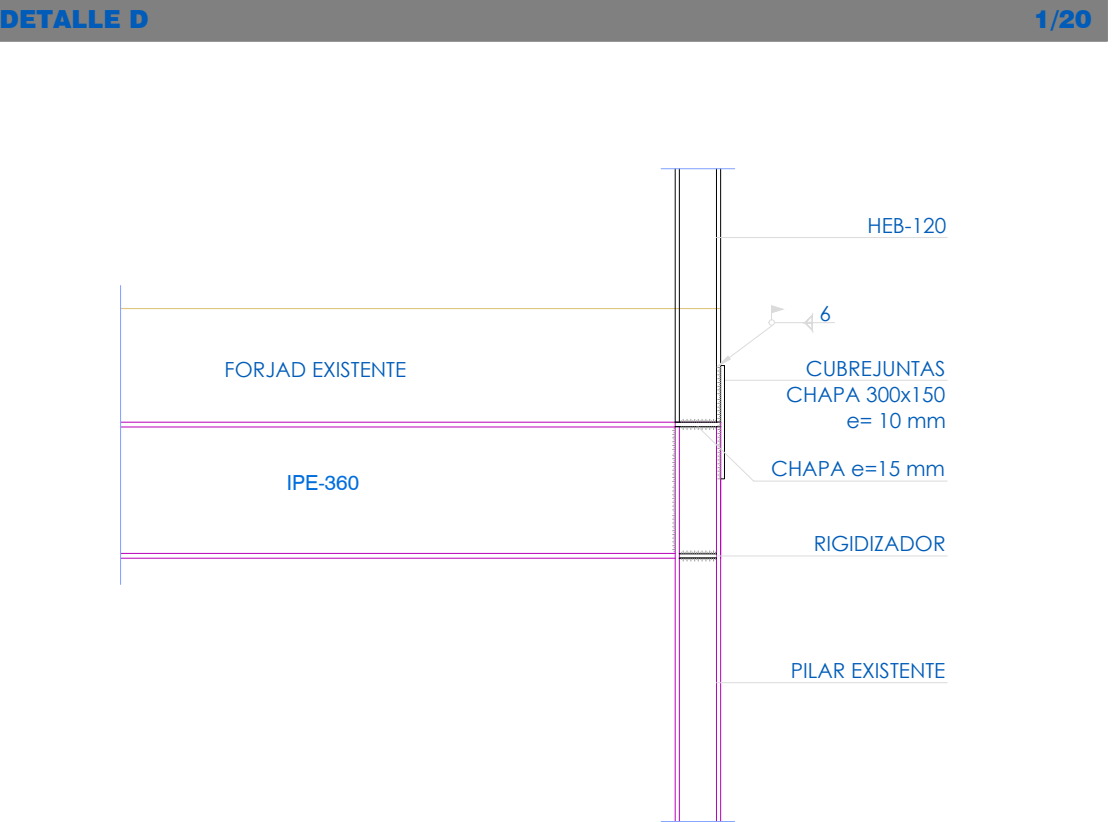 DETALLE D 1/20
HEB-120
6
FORJAD EXISTENTE
CUBREJUNTAS
CHAPA 300x150
e= 10 mm
CHAPA e=15 mm
IPE-360
RIGIDIZADOR
PILAR EXISTENTE